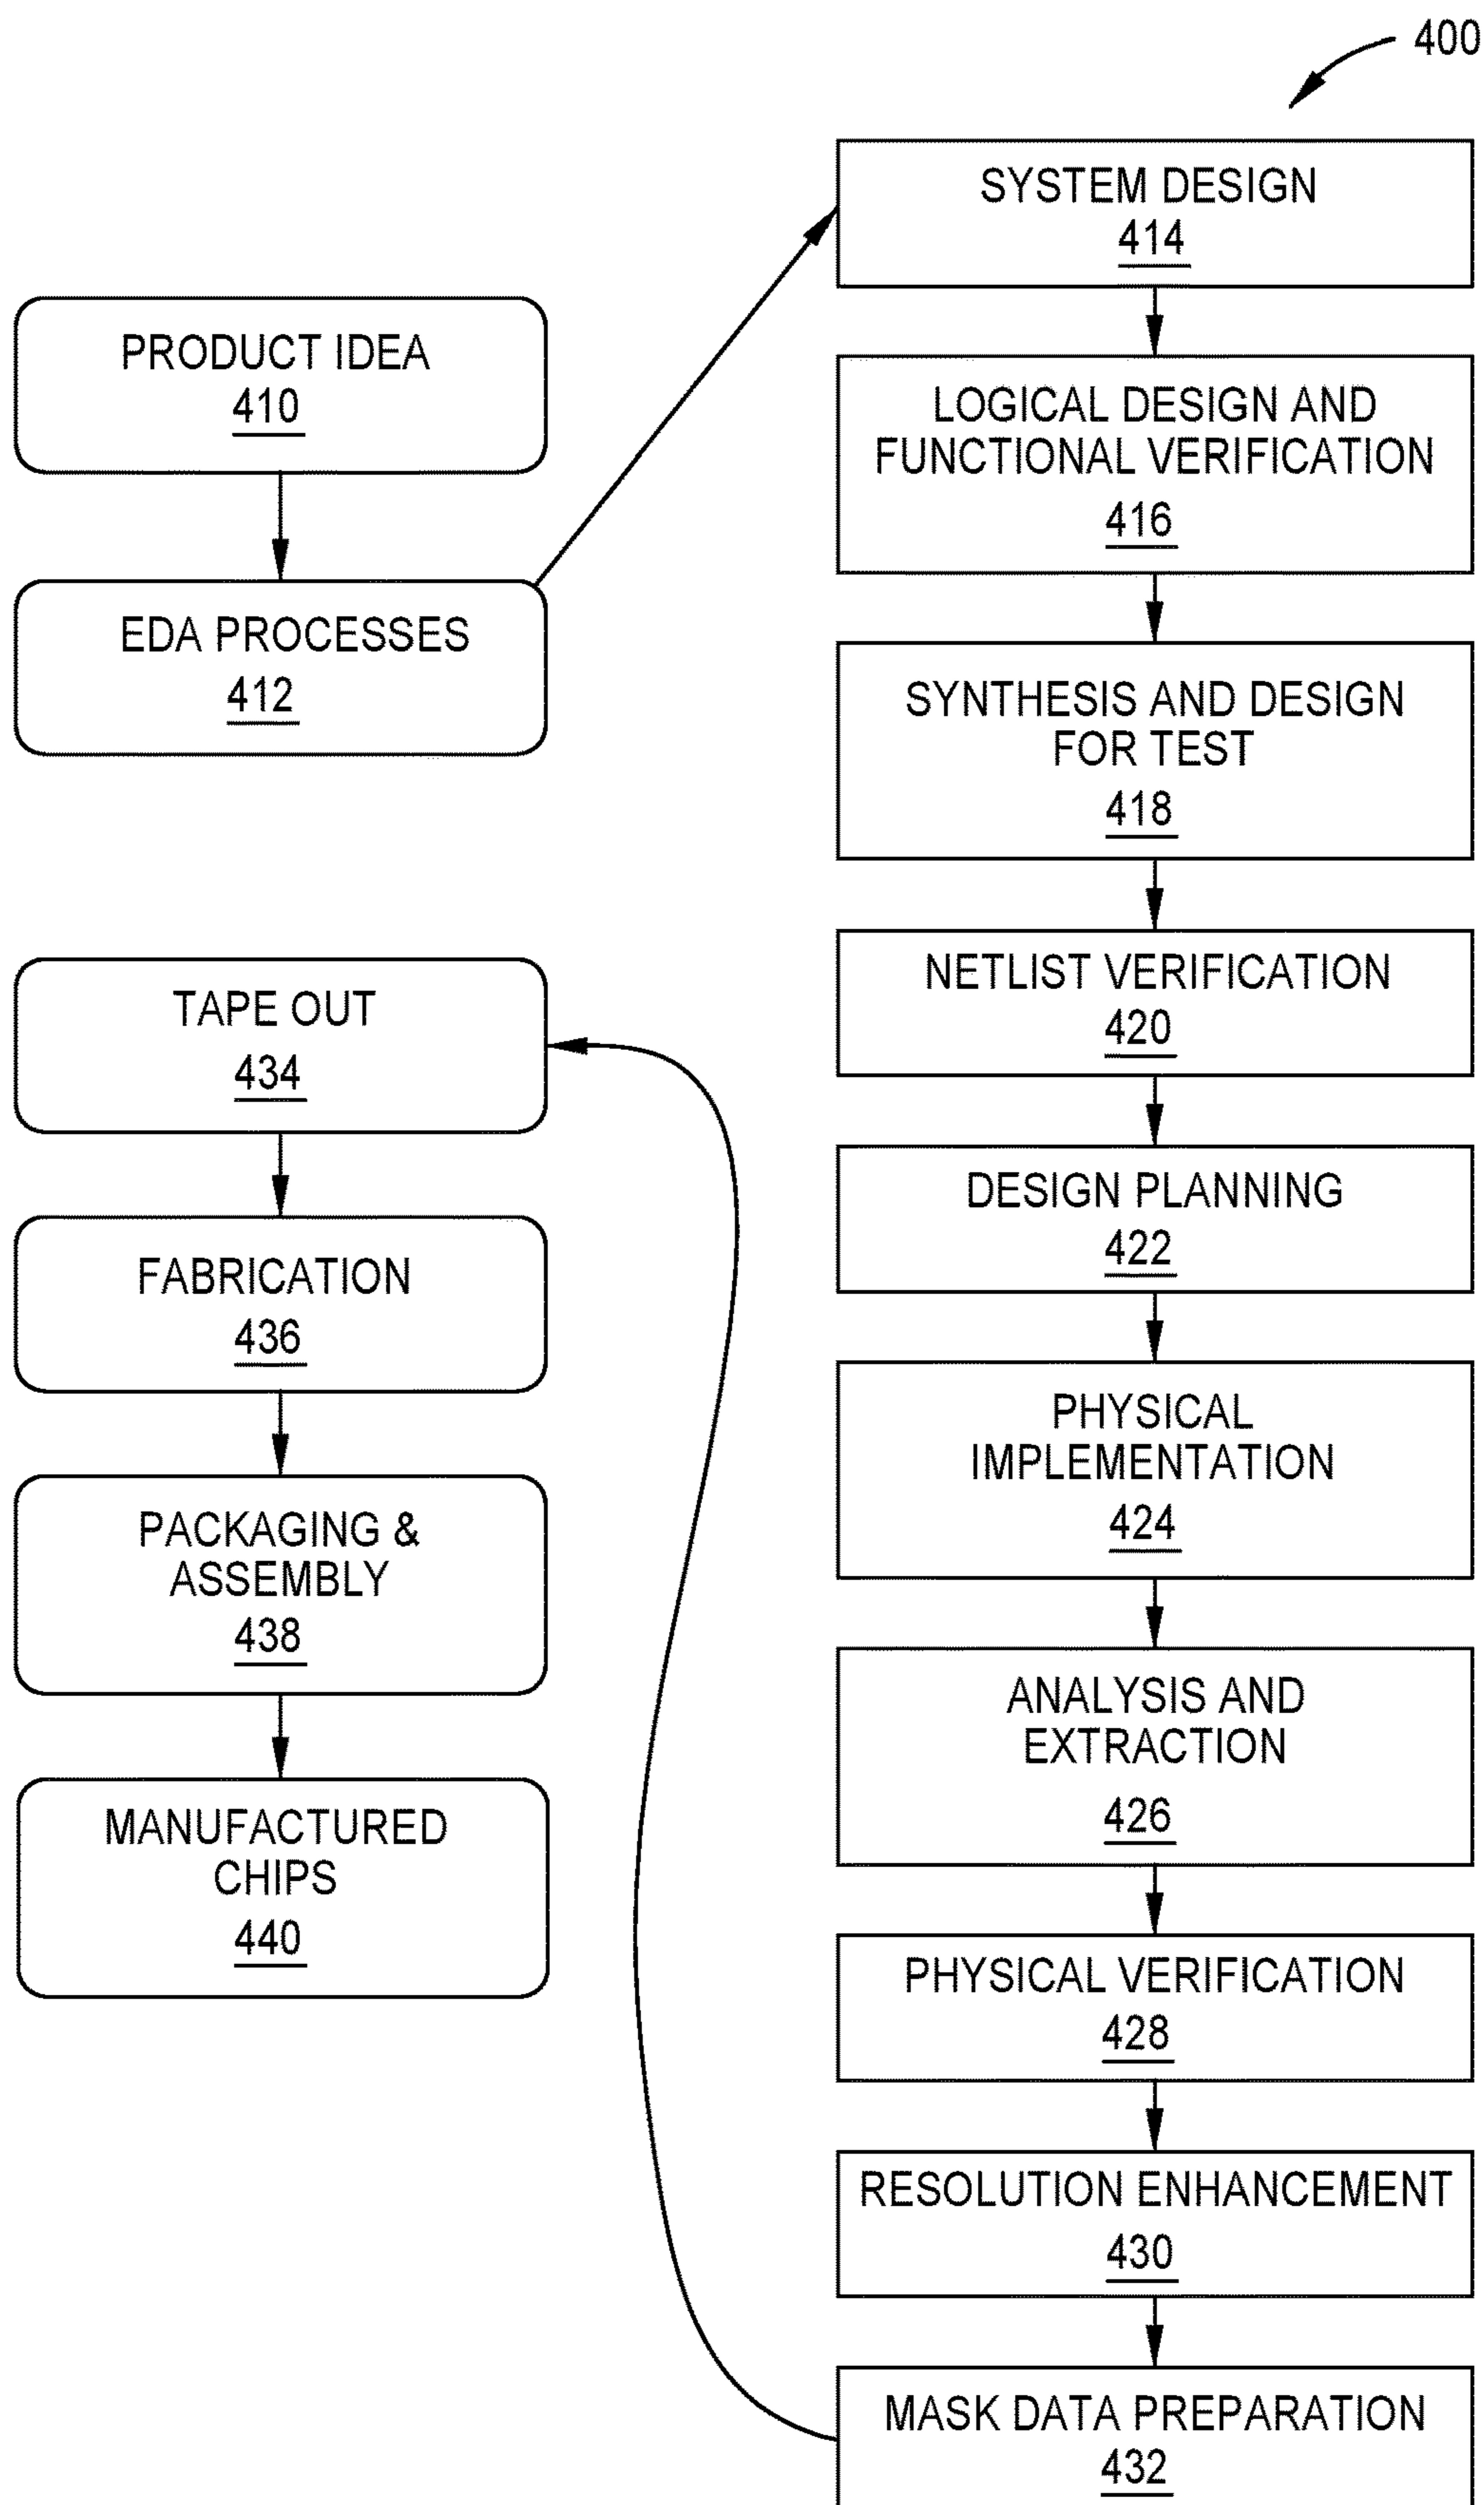 400
PRODUCT IDEA
410
EDA PROCESSES
412
SYSTEM DESIGN
414
LOGICAL DESIGN AND
FUNCTIONAL VERIFICATION
416
SYNTHESIS AND DESIGN
FOR TEST
418
NETLIST VERIFICATION
420
DESIGN PLANNING
422
PHYSICAL
IMPLEMENTATION
424
ANALYSIS AND
EXTRACTION
426
PHYSICAL VERIFICATION
428
RESOLUTION ENHANCEMENT
430
MASK DATA PREPARATION
432
TAPE OUT
434
FABRICATION
436
PACKAGING &
ASSEMBLY
438
MANUFACTURED
CHIPS
440